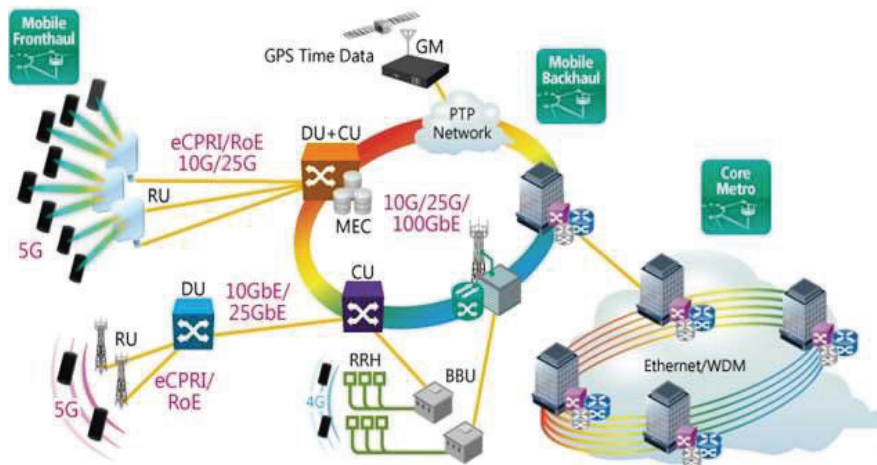 Mobile
Fronthaul
GPS Time Data
GM
Mobile
Backhaul
PTP
Network
DU+CU
eCPRI/RoE
10G/25G
RU
MEC
10G/25G/
100GbE
Core
Metro
5G
DU
10GbE/
25GbE
CU
RU
eCPRI/
RoE
5G
4G
RRH
BBU
Ethernet/WDM